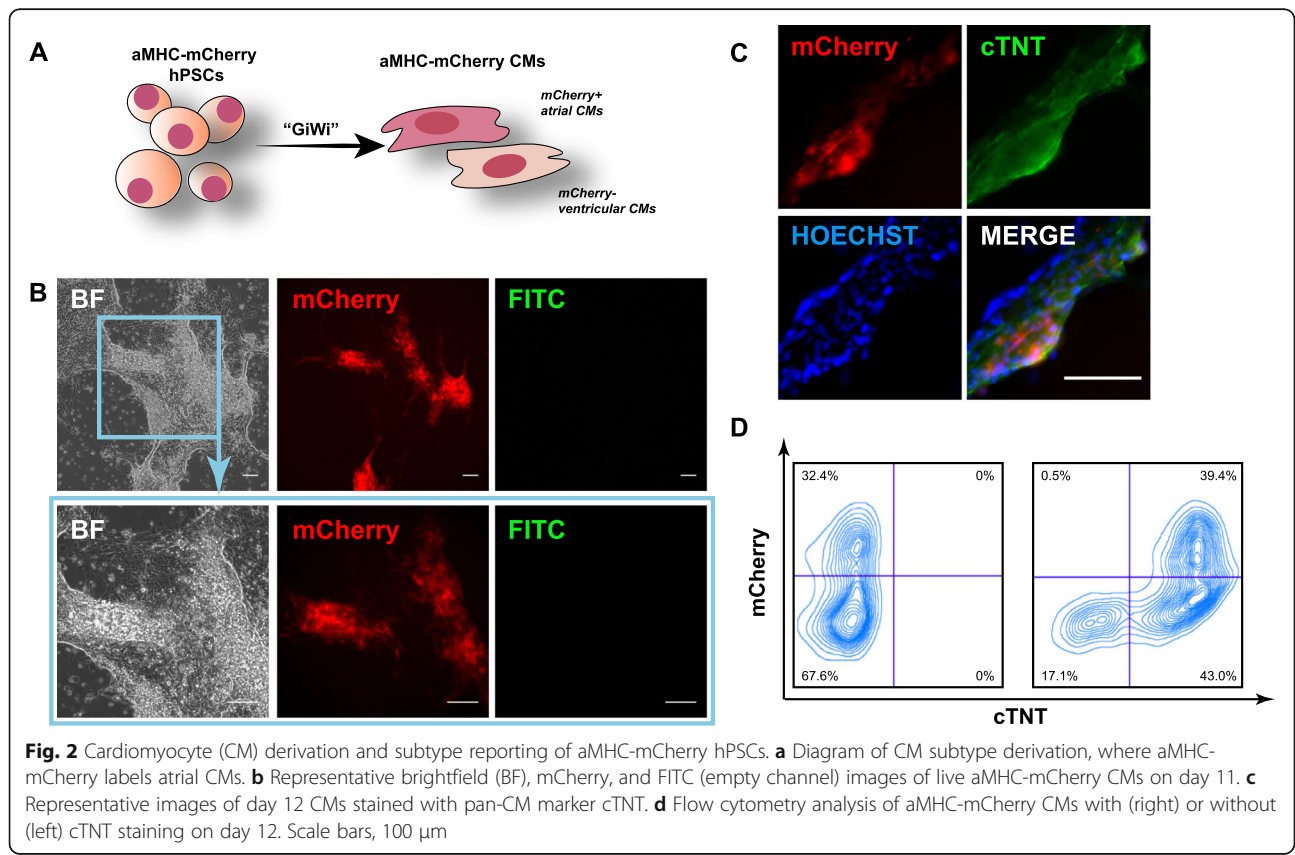 A
aMHC-mCherry
hPSCs
“GiWi”
aMHC-mCherry CMs
mCherry+
atrial CMs
mCherry-
ventricular CMs
B
BF
mCherry
FITC
BF
mCherry
FITC
C
mCherry
cTNT
HOECHST
MERGE
D
mCherry
32.4%
0%
67.6%
0%
0.5%
39.4%
17.1%
43.0%
cTNT
Fig. 2 Cardiomyocyte (CM) derivation and subtype reporting of aMHC-mCherry hPSCs. a Diagram of CM subtype derivation, where aMHC-
mCherry labels atrial CMs. b Representative brightfield (BF), mCherry, and FITC (empty channel) images of live aMHC-mCherry CMs on day 11. c
Representative images of day 12 CMs stained with pan-CM marker cTNT. d Flow cytometry analysis of aMHC-mCherry CMs with (right) or without
(left) cTNT staining on day 12. Scale bars, 100 μm